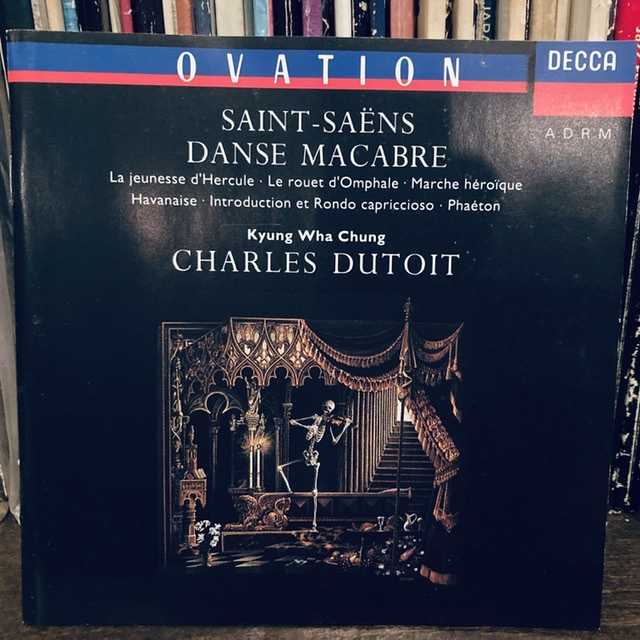 OVATION
DECCA
ADRM
SAINT-SAËNS
DANSE MACABRE
La jeunesse d'Hercule · Le rouet d'Omphale · Marche héroïque
Havanaise · Introduction et Rondo capriccioso · Phaéton
Kyung Wha Chung
CHARLES DUTOIT